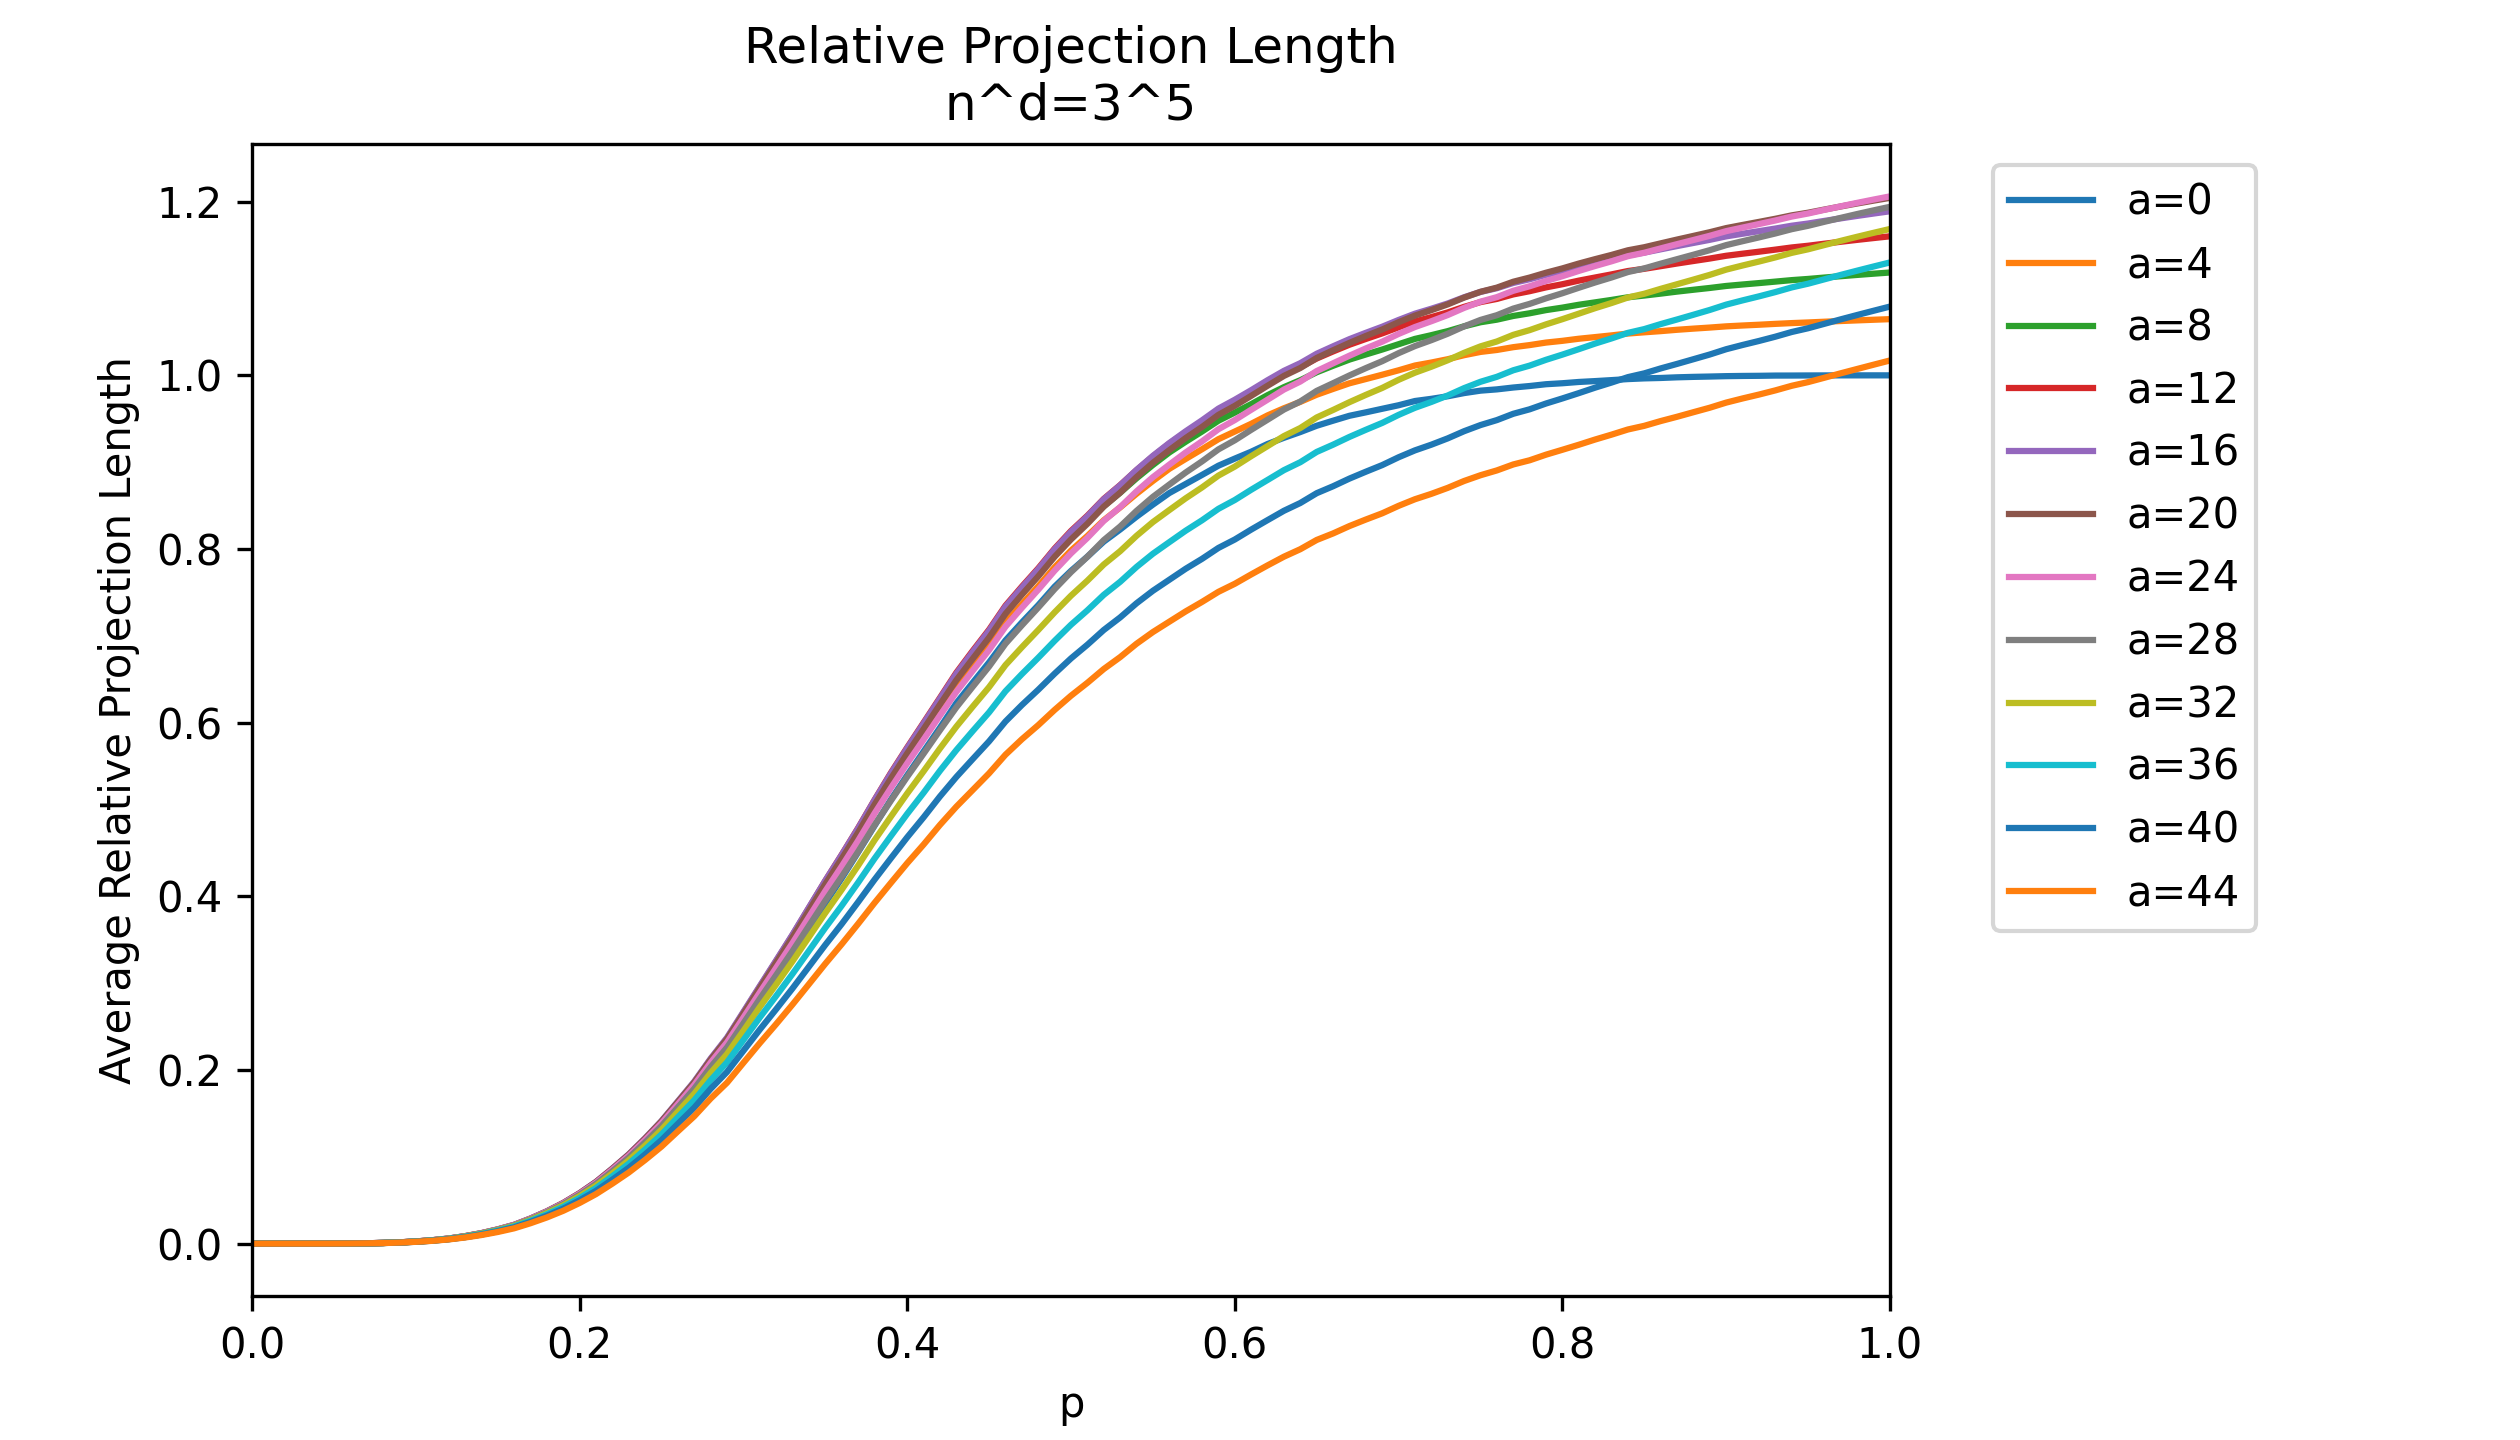 Relative Projection Length
n^d=3^5
Average Relative Projection Length
1.2
1.0
0.8
0.6
0.4
0.2
0.0
0.0 0.2 0.4 0.6 0.8 1.0
p
a=0
a=4
a=8
a=12
a=16
a=20
a=24
a=28
a=32
a=36
a=40
a=44